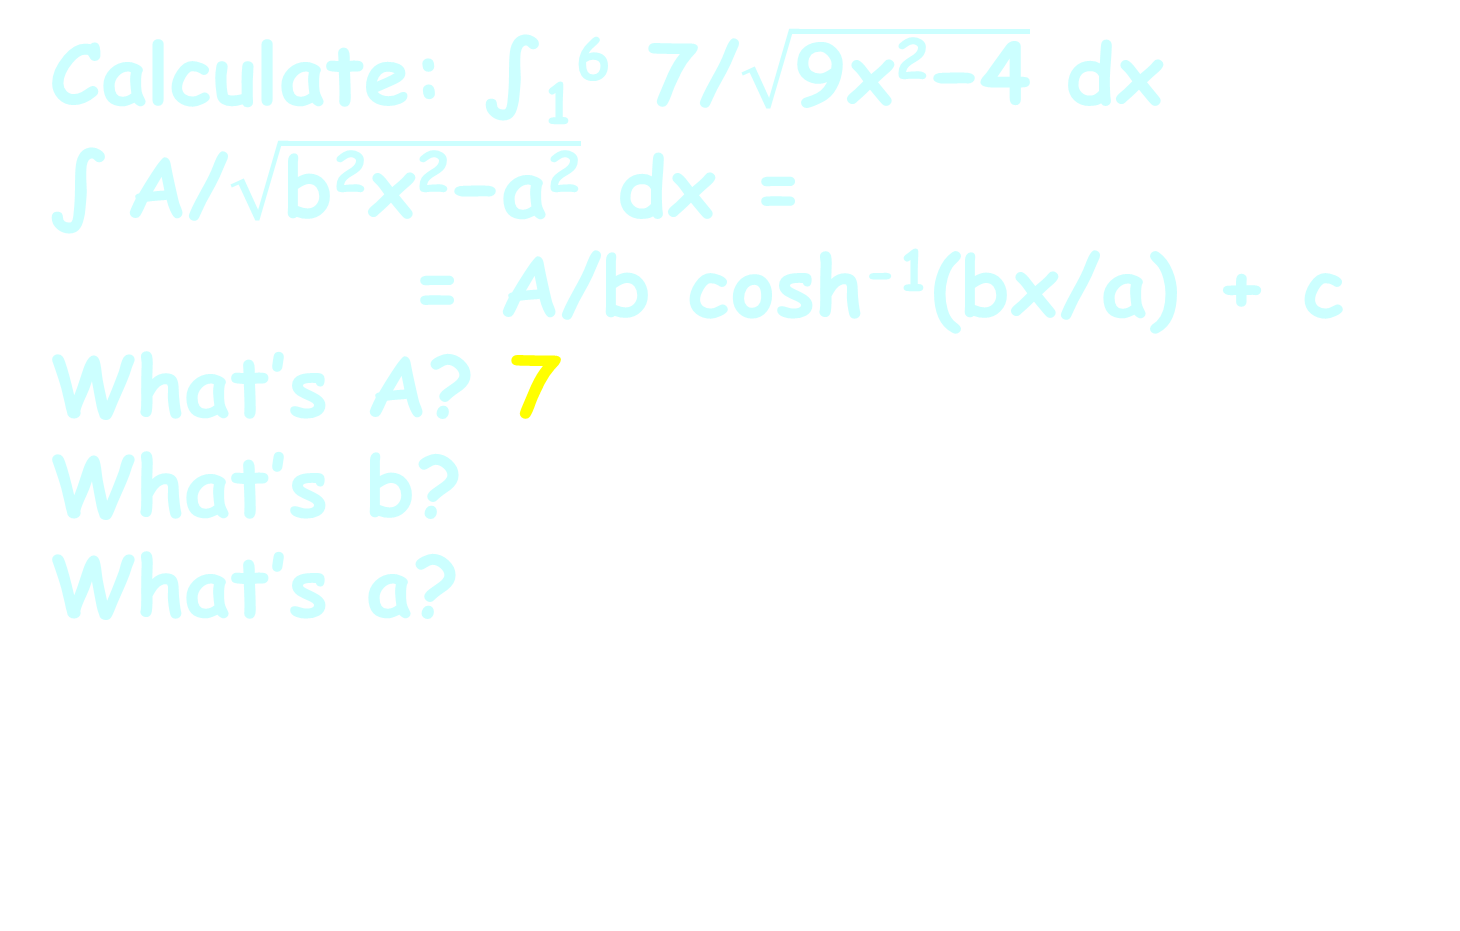 Calculate: ∫₁⁶ 7/√9x²−4 dx
∫ A/√b²x²−a² dx =
= A/b cosh⁻¹(bx/a) + c
What’s A? 7
What’s b?
What’s a?